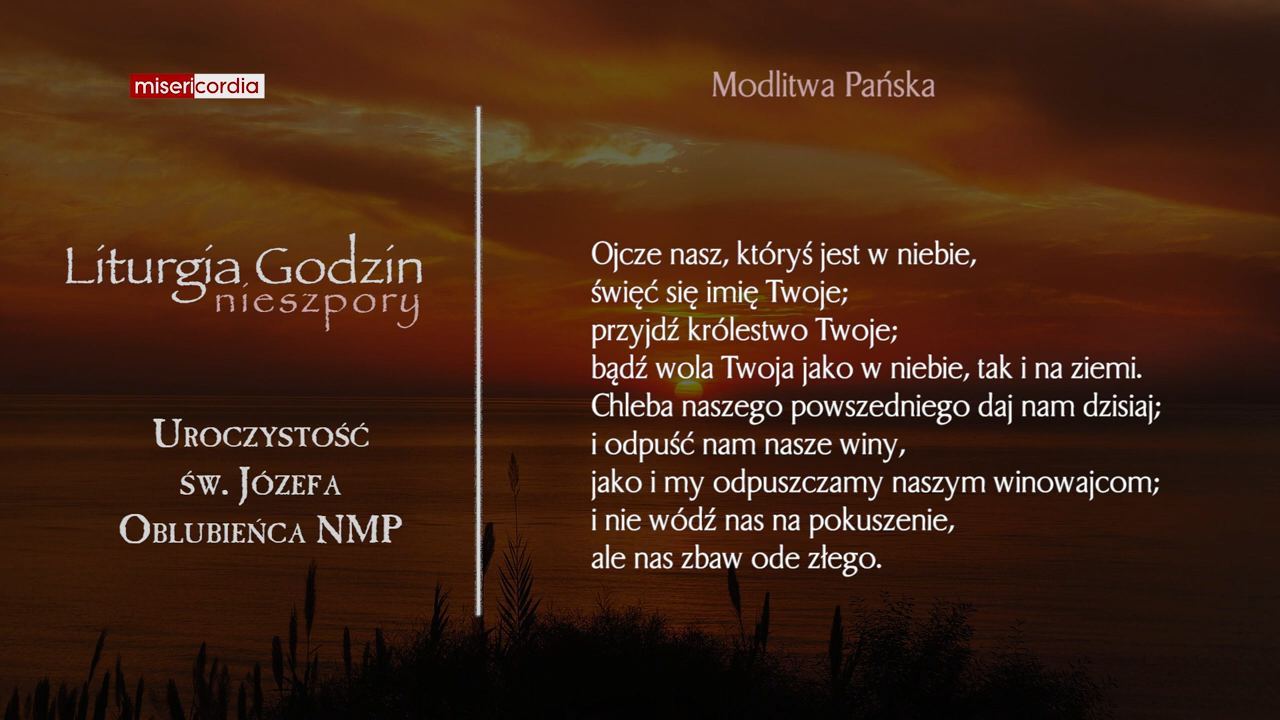 misericordia
Liturgia Godzin
nieszpory
Uroczystość
św. Józefa
Oblubieńca NMP
Modlitwa Pańska
Ojcze nasz, któryś jest w niebie,
święć się imię Twoje;
przyjdź królestwo Twoje;
bądź wola Twoja jako w niebie, tak i na ziemi.
Chleba naszego powszedniego daj nam dzisiaj;
i odpuść nam nasze winy,
jako i my odpuszczamy naszym winowajcom;
i nie wódź nas na pokuszenie,
ale nas zbaw ode złego.